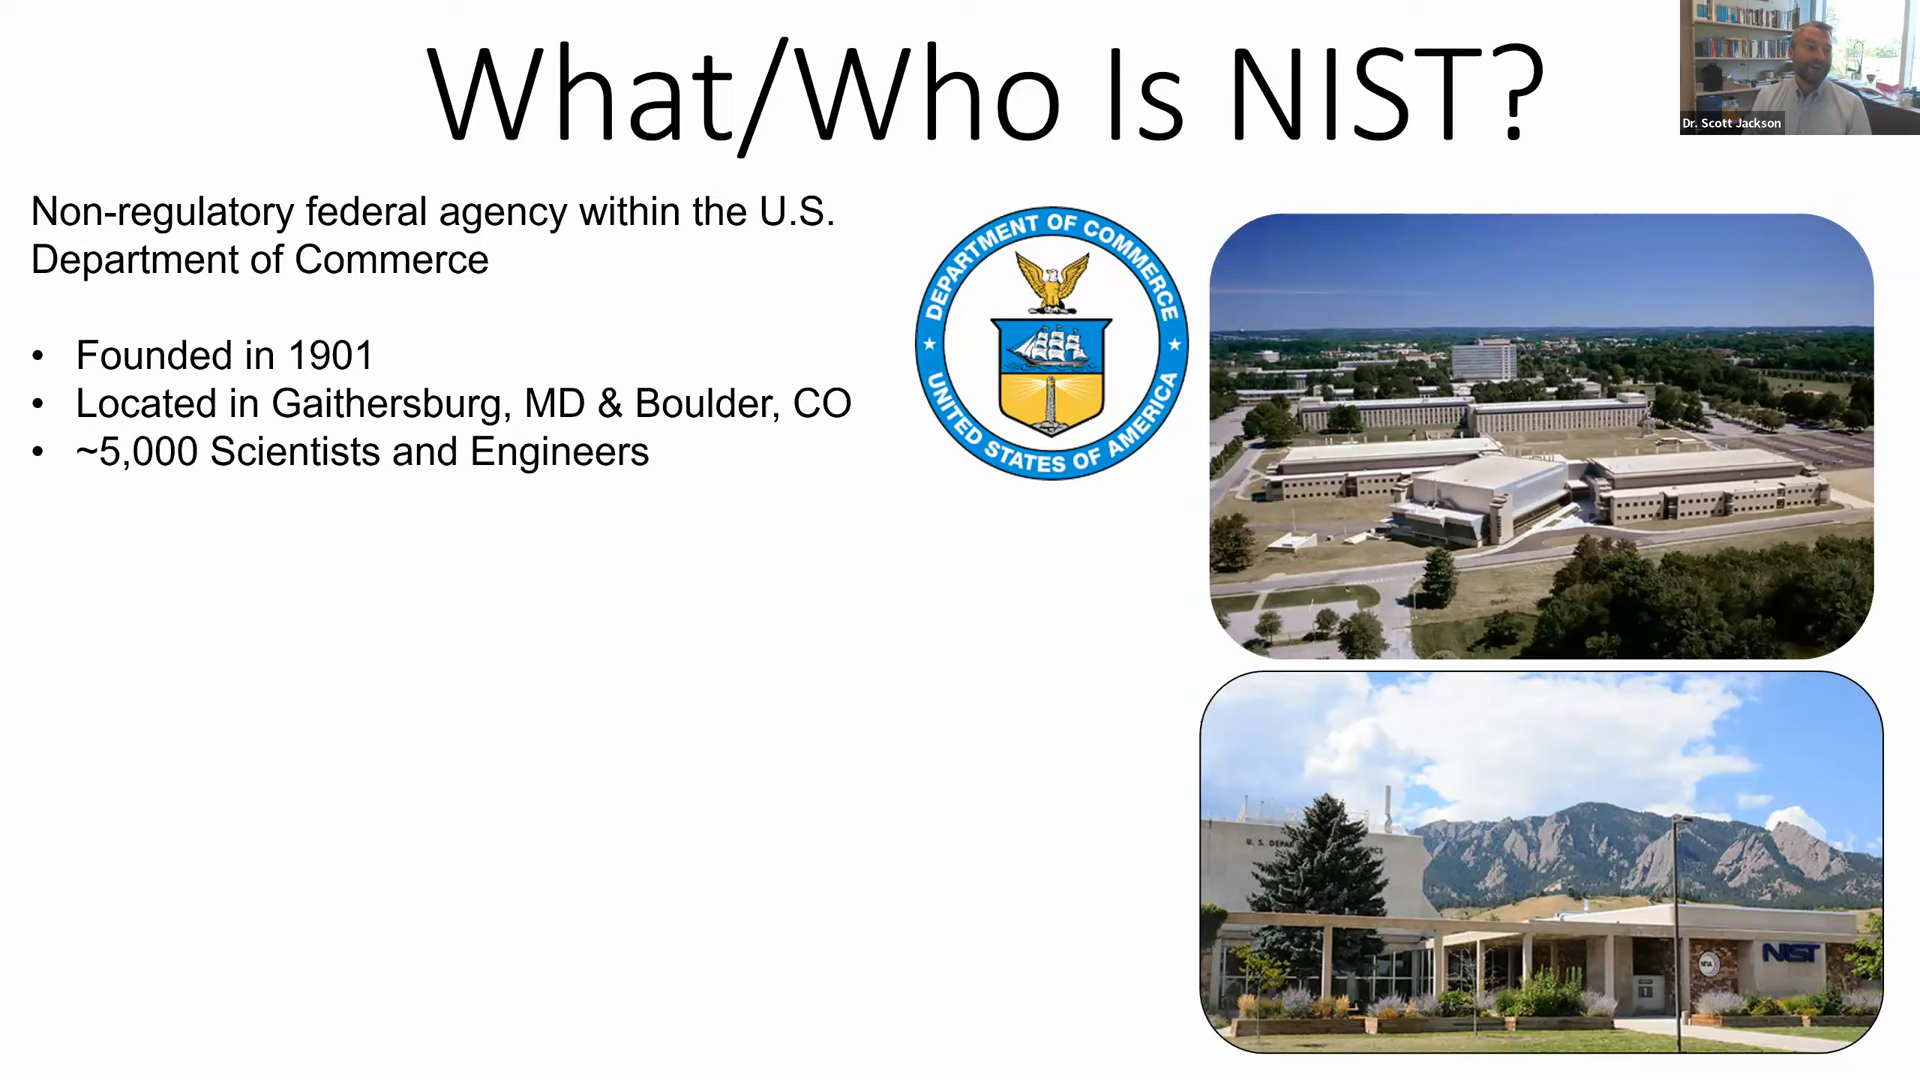 What/Who Is NIST?
Dr. Scott Jackson
Non-regulatory federal agency within the U.S.
Department of Commerce
• Founded in 1901
• Located in Gaithersburg, MD & Boulder, CO
• ~5,000 Scientists and Engineers
DEPARTMENT OF COMMERCE
UNITED STATES OF AMERICA
U. S. DEPA
RCE
NIST